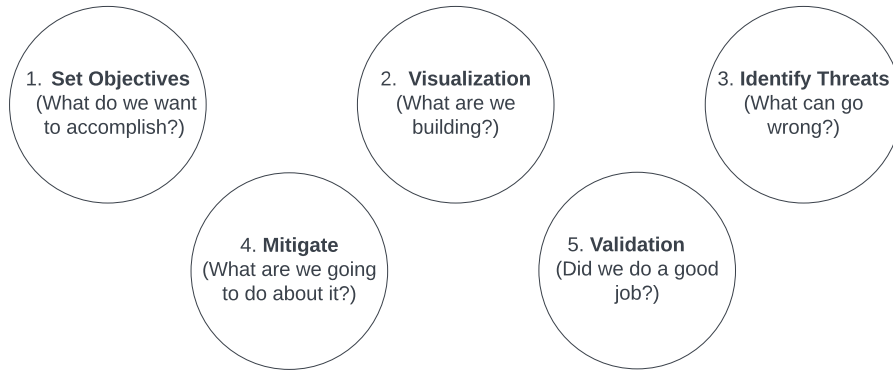 1. Set Objectives
(What do we want
to accomplish?)
2. Visualization
(What are we
building?)
3. Identify Threats
(What can go
wrong?)
4. Mitigate
(What are we going
to do about it?)
5. Validation
(Did we do a good
job?)